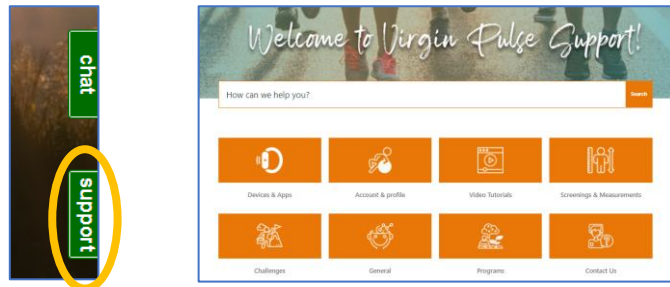 chat
support
Welcome to Virgin Pulse Support!
How can we help you?
Search
Devices & Apps
Account & profile
Video Tutorials
Screenings & Measurements
Challenges
General
Programs
Contact Us